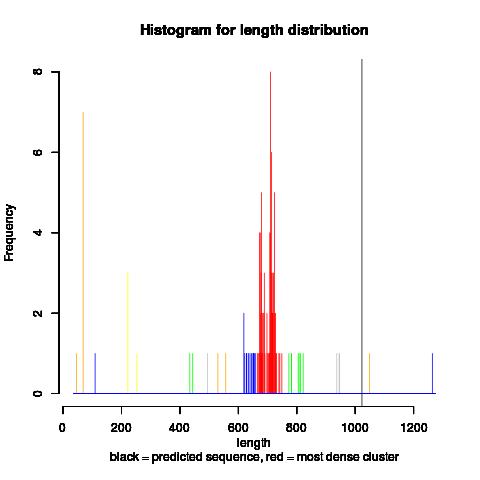 Histogram for length distribution
Frequency
8
6
4
2
0
0 200 400 600 800 1000 1200
length
black = predicted sequence, red = most dense cluster